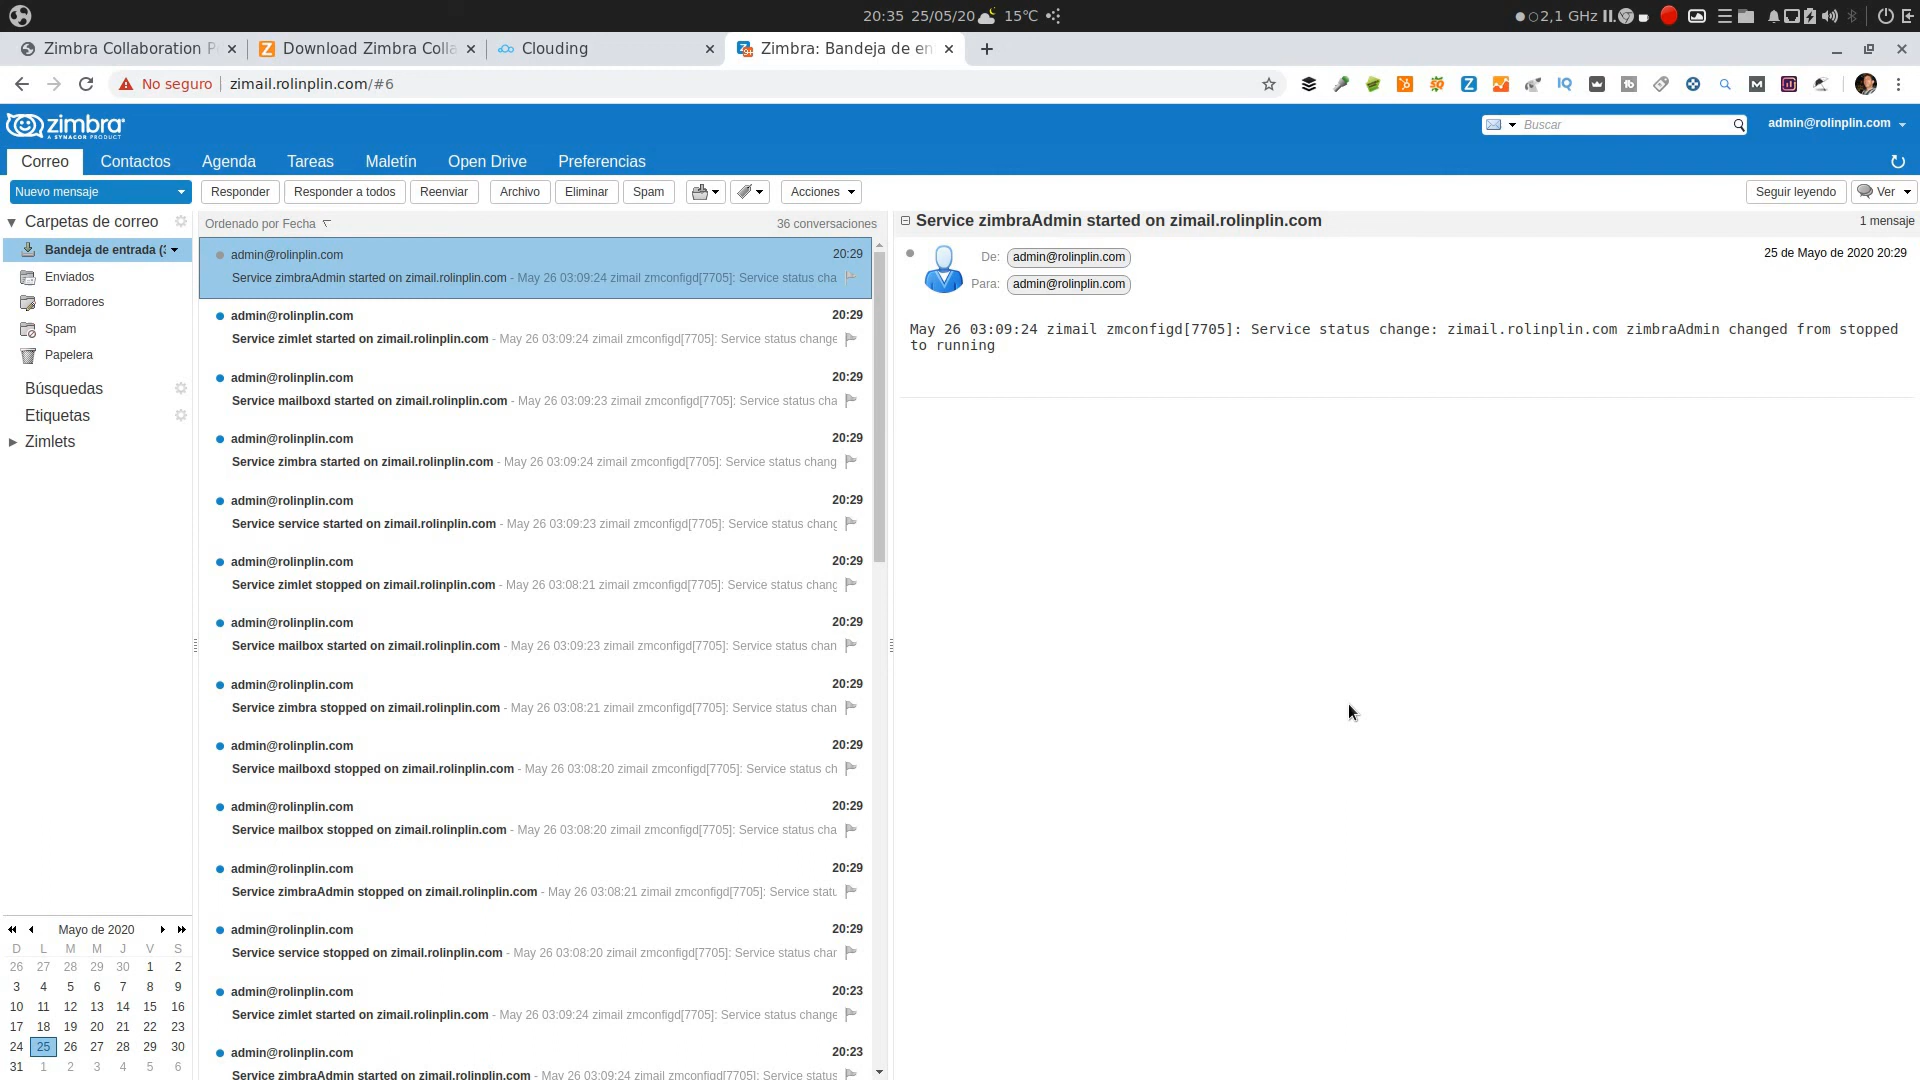 20:35 25/05/20 15°C
2,1 GHz
Zimbra Collaboration P
Download Zimbra Colla
Clouding
Zimbra: Bandeja de en
No seguro
zimail.rolinplin.com/#6
zimbra
A SYNACOR PRODUCT
Buscar
admin@rolinplin.com
Correo
Contactos
Agenda
Tareas
Maletín
Open Drive
Preferencias
Nuevo mensaje
Responder
Responder a todos
Reenviar
Archivo
Eliminar
Spam
Acciones
Seguir leyendo
Ver
Carpetas de correo
Bandeja de entrada (
Enviados
Borradores
Spam
Papelera
Búsquedas
Etiquetas
Zimlets
Mayo de 2020
D L M M J V S
26 27 28 29 30 1 2
3 4 5 6 7 8 9
10 11 12 13 14 15 16
17 18 19 20 21 22 23
24 25 26 27 28 29 30
31 1 2 3 4 5 6
Ordenado por Fecha
36 conversaciones
admin@rolinplin.com 20:29
Service zimbraAdmin started on zimail.rolinplin.com - May 26 03:09:24 zimail zmconfigd[7705]: Service status cha
admin@rolinplin.com 20:29
Service zimlet started on zimail.rolinplin.com - May 26 03:09:24 zimail zmconfigd[7705]: Service status change
admin@rolinplin.com 20:29
Service mailboxd started on zimail.rolinplin.com - May 26 03:09:23 zimail zmconfigd[7705]: Service status cha
admin@rolinplin.com 20:29
Service zimbra started on zimail.rolinplin.com - May 26 03:09:24 zimail zmconfigd[7705]: Service status chang
admin@rolinplin.com 20:29
Service service started on zimail.rolinplin.com - May 26 03:09:23 zimail zmconfigd[7705]: Service status chang
admin@rolinplin.com 20:29
Service zimlet stopped on zimail.rolinplin.com - May 26 03:08:21 zimail zmconfigd[7705]: Service status chang
admin@rolinplin.com 20:29
Service mailbox started on zimail.rolinplin.com - May 26 03:09:23 zimail zmconfigd[7705]: Service status chan
admin@rolinplin.com 20:29
Service zimbra stopped on zimail.rolinplin.com - May 26 03:08:21 zimail zmconfigd[7705]: Service status chan
admin@rolinplin.com 20:29
Service mailboxd stopped on zimail.rolinplin.com - May 26 03:08:20 zimail zmconfigd[7705]: Service status ch
admin@rolinplin.com 20:29
Service mailbox stopped on zimail.rolinplin.com - May 26 03:08:20 zimail zmconfigd[7705]: Service status cha
admin@rolinplin.com 20:29
Service zimbraAdmin stopped on zimail.rolinplin.com - May 26 03:08:21 zimail zmconfigd[7705]: Service statu
admin@rolinplin.com 20:29
Service service stopped on zimail.rolinplin.com - May 26 03:08:20 zimail zmconfigd[7705]: Service status char
admin@rolinplin.com 20:23
Service zimlet started on zimail.rolinplin.com - May 26 03:09:24 zimail zmconfigd[7705]: Service status change
admin@rolinplin.com 20:23
Service zimbraAdmin started on zimail.rolinplin.com - May 26 03:09:24 zimail zmconfigd[7705]: Service status
Service zimbraAdmin started on zimail.rolinplin.com
1 mensaje
De: admin@rolinplin.com
25 de Mayo de 2020 20:29
Para: admin@rolinplin.com
May 26 03:09:24 zimail zmconfigd[7705]: Service status change: zimail.rolinplin.com zimbraAdmin changed from stopped
to running